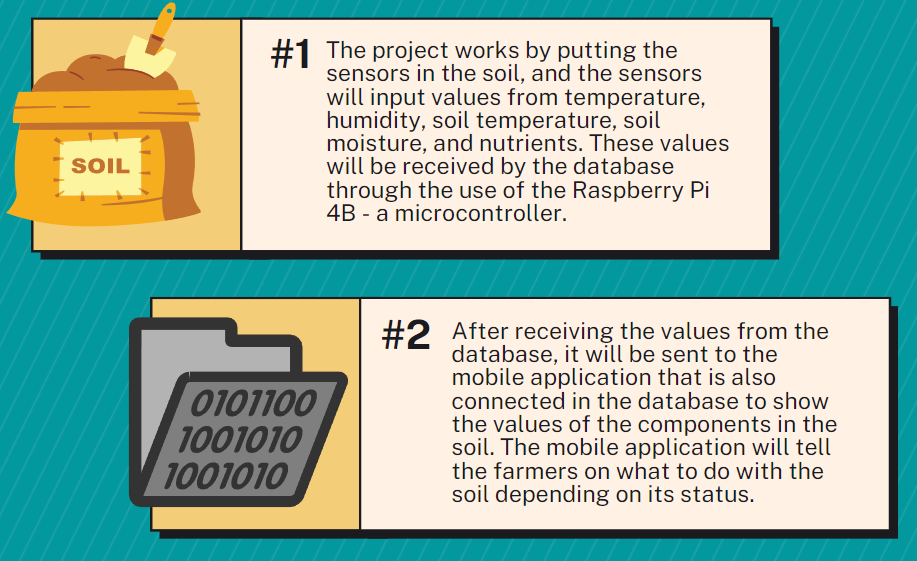 SOIL
#1
The project works by putting the
sensors in the soil, and the sensors
will input values from temperature,
humidity, soil temperature, soil
moisture, and nutrients. These values
will be received by the database
through the use of the Raspberry Pi
4B - a microcontroller.
0101100
1001010
1001010
#2
After receiving the values from the
database, it will be sent to the
mobile application that is also
connected in the database to show
the values of the components in the
soil. The mobile application will tell
the farmers on what to do with the
soil depending on its status.